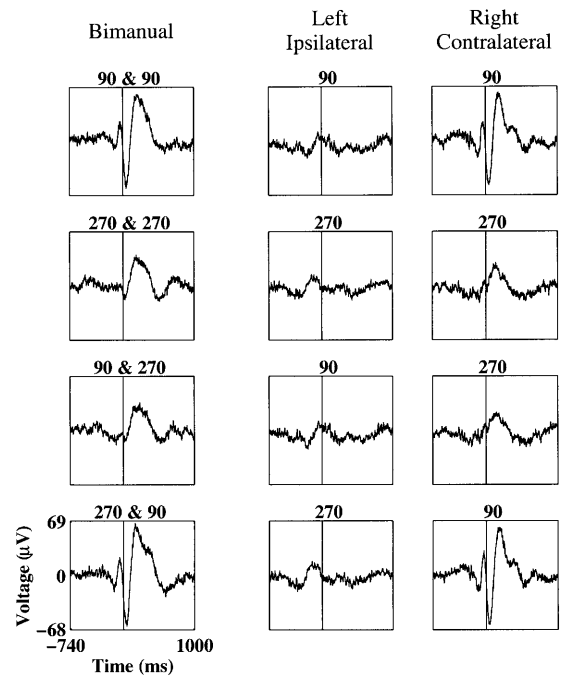 Bimanual
Left
Ipsilateral
Right
Contralateral
90 & 90
90
90
270 & 270
270
270
90 & 270
90
270
270 & 90
270
90
69
0
−68
Voltage (μV)
−740
1000
Time (ms)